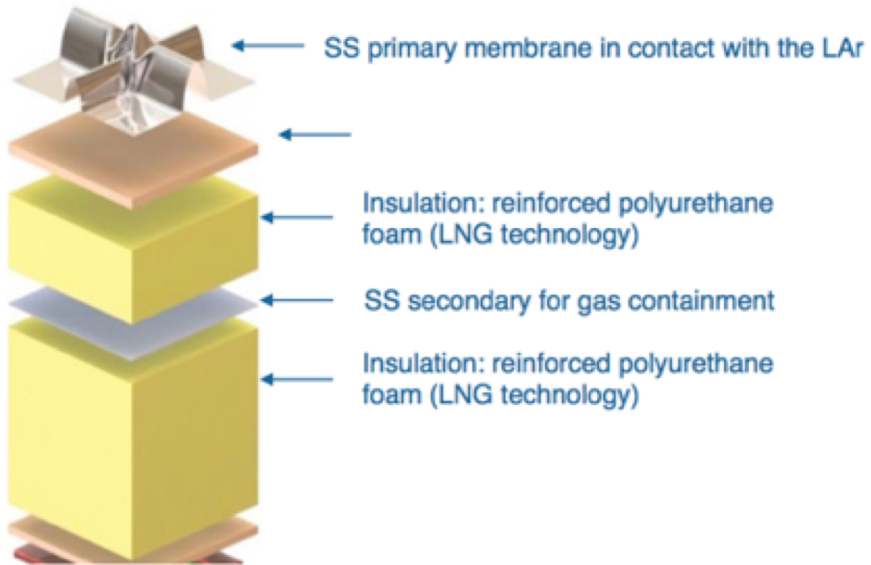 SS primary membrane in contact with the LAr
Insulation: reinforced polyurethane
foam (LNG technology)
SS secondary for gas containment
Insulation: reinforced polyurethane
foam (LNG technology)